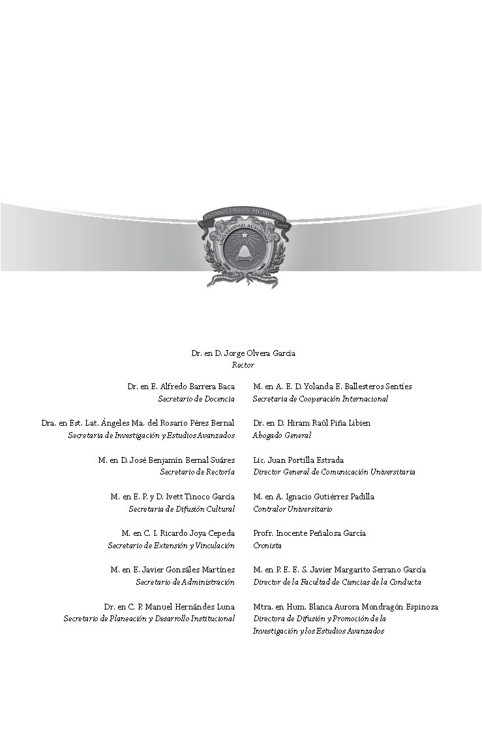 ESTADOS UNIDOS MEXICANOS
Dr. en D. Jorge Olvera García
Rector
Dr. en E. Alfredo Barrera Baca
Secretario de Docencia
Dra. en Est. Lat. Ángeles Ma. del Rosario Pérez Bernal
Secretaria de Investigación y Estudios Avanzados
M. en D. José Benjamín Bernal Suárez
Secretario de Rectoría
M. en E. P. y D. Ivett Tinoco García
Secretaria de Difusión Cultural
M. en C. I. Ricardo Joya Cepeda
Secretario de Extensión y Vinculación
M. en E. Javier González Martínez
Secretario de Administración
Dr. en C. P. Manuel Hernández Luna
Secretario de Planeación y Desarrollo Institucional
M. en A. E. D. Yolanda E. Ballesteros Sentíes
Secretaria de Cooperación Internacional
Dr. en D. Hiram Raúl Piña Libien
Abogado General
Lic. Juan Portilla Estrada
Director General de Comunicación Universitaria
M. en A. Ignacio Gutiérrez Padilla
Contralor Universitario
Profr. Inocente Peñaloza García
Cronista
M. en P. E. E. S. Javier Margarito Serrano García
Director de la Facultad de Ciencias de la Conducta
Mtra. en Hum. Blanca Aurora Mondragón Espinoza
Directora de Difusión y Promoción de la
Investigación y los Estudios Avanzados